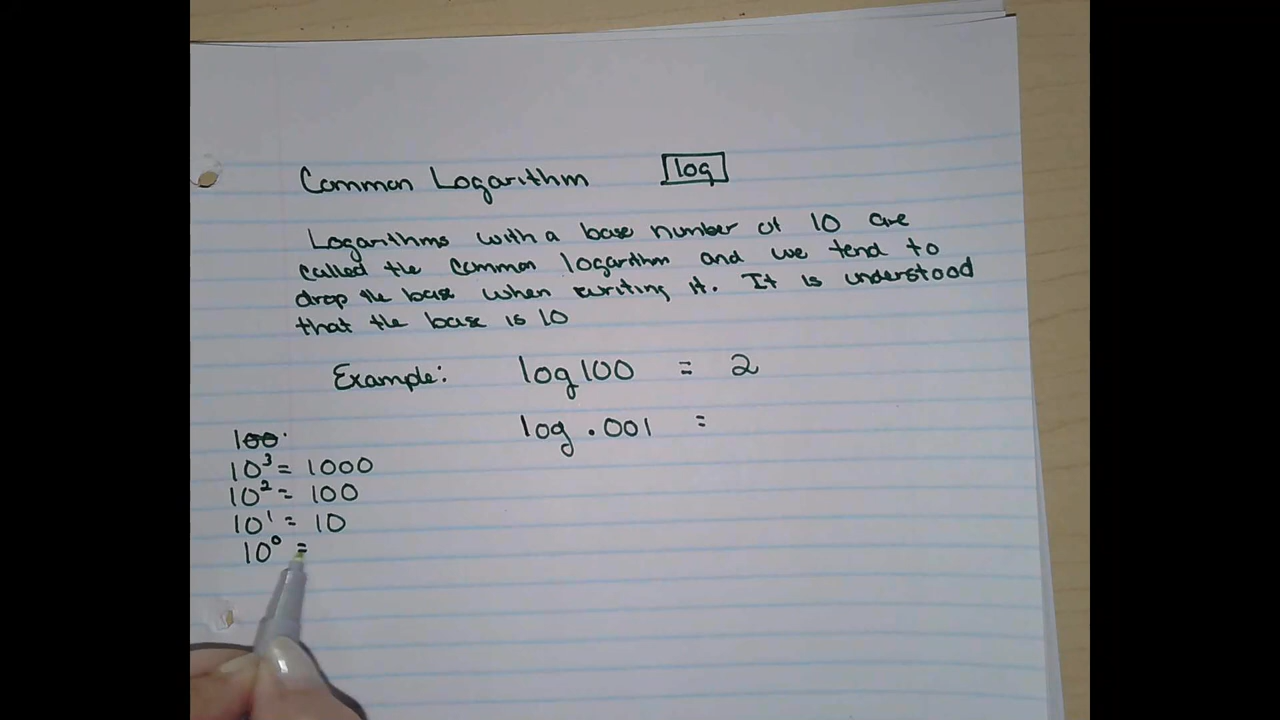 Common Logarithm log
Logarithms with a base number of 10 are
called the common logarithm and we tend to
drop the base when writing it. It is understood
that the base is 10
Example: log 100 = 2
log .001 =
100.
10³ = 1000
10² = 100
10¹ = 10
10⁰ =